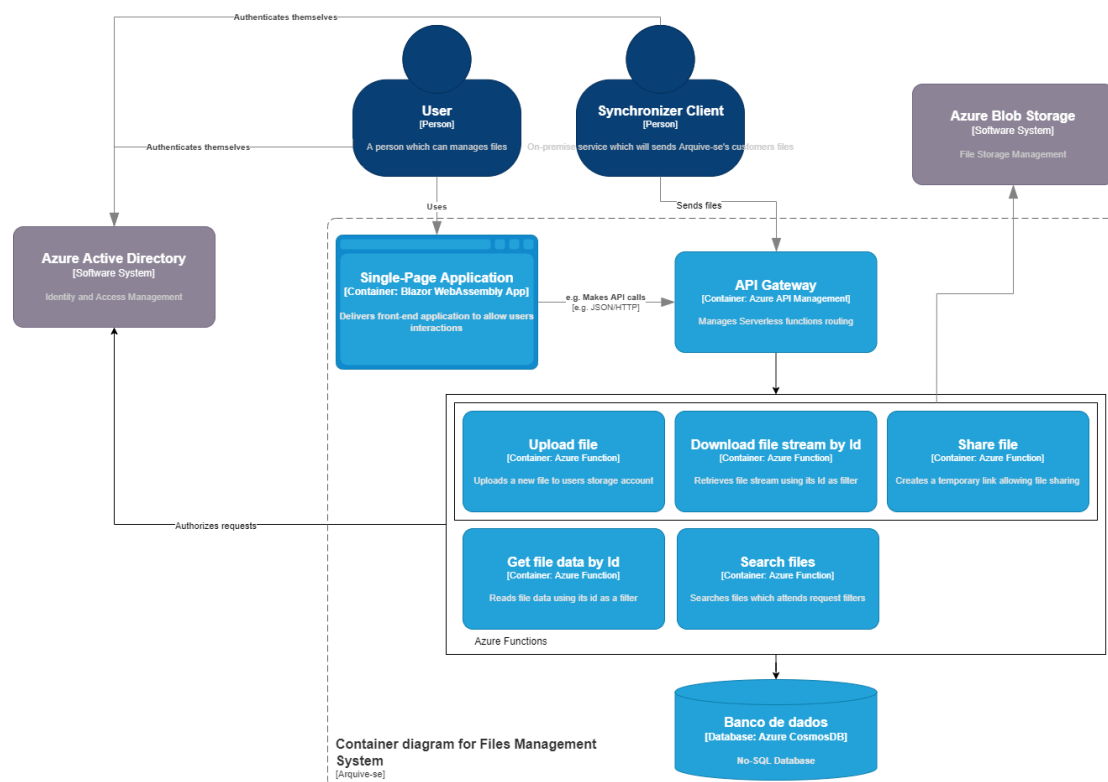 Authenticates themselves
User
[Person]
A person which can manages files
Synchronizer Client
[Person]
On-premise service which will sends Arquive-se's customers files
Azure Blob Storage
[Software System]
File Storage Management
Authenticates themselves
Uses
Sends files
Azure Active Directory
[Software System]
Identity and Access Management
Single-Page Application
[Container: Blazor WebAssembly App]
Delivers front-end application to allow users
interactions
e.g. Makes API calls
[e.g. JSON/HTTP]
API Gateway
[Container: Azure API Management]
Manages Serverless functions routing
Upload file
[Container: Azure Function]
Uploads a new file to users storage account
Download file stream by Id
[Container: Azure Function]
Retrieves file stream using its Id as filter
Share file
[Container: Azure Function]
Creates a temporary link allowing file sharing
Authorizes requests
Get file data by Id
[Container: Azure Function]
Reads file data using its id as a filter
Search files
[Container: Azure Function]
Searches files which attends request filters
Azure Functions
Banco de dados
[Database: Azure CosmosDB]
No-SQL Database
Container diagram for Files Management
System
[Arquive-se]